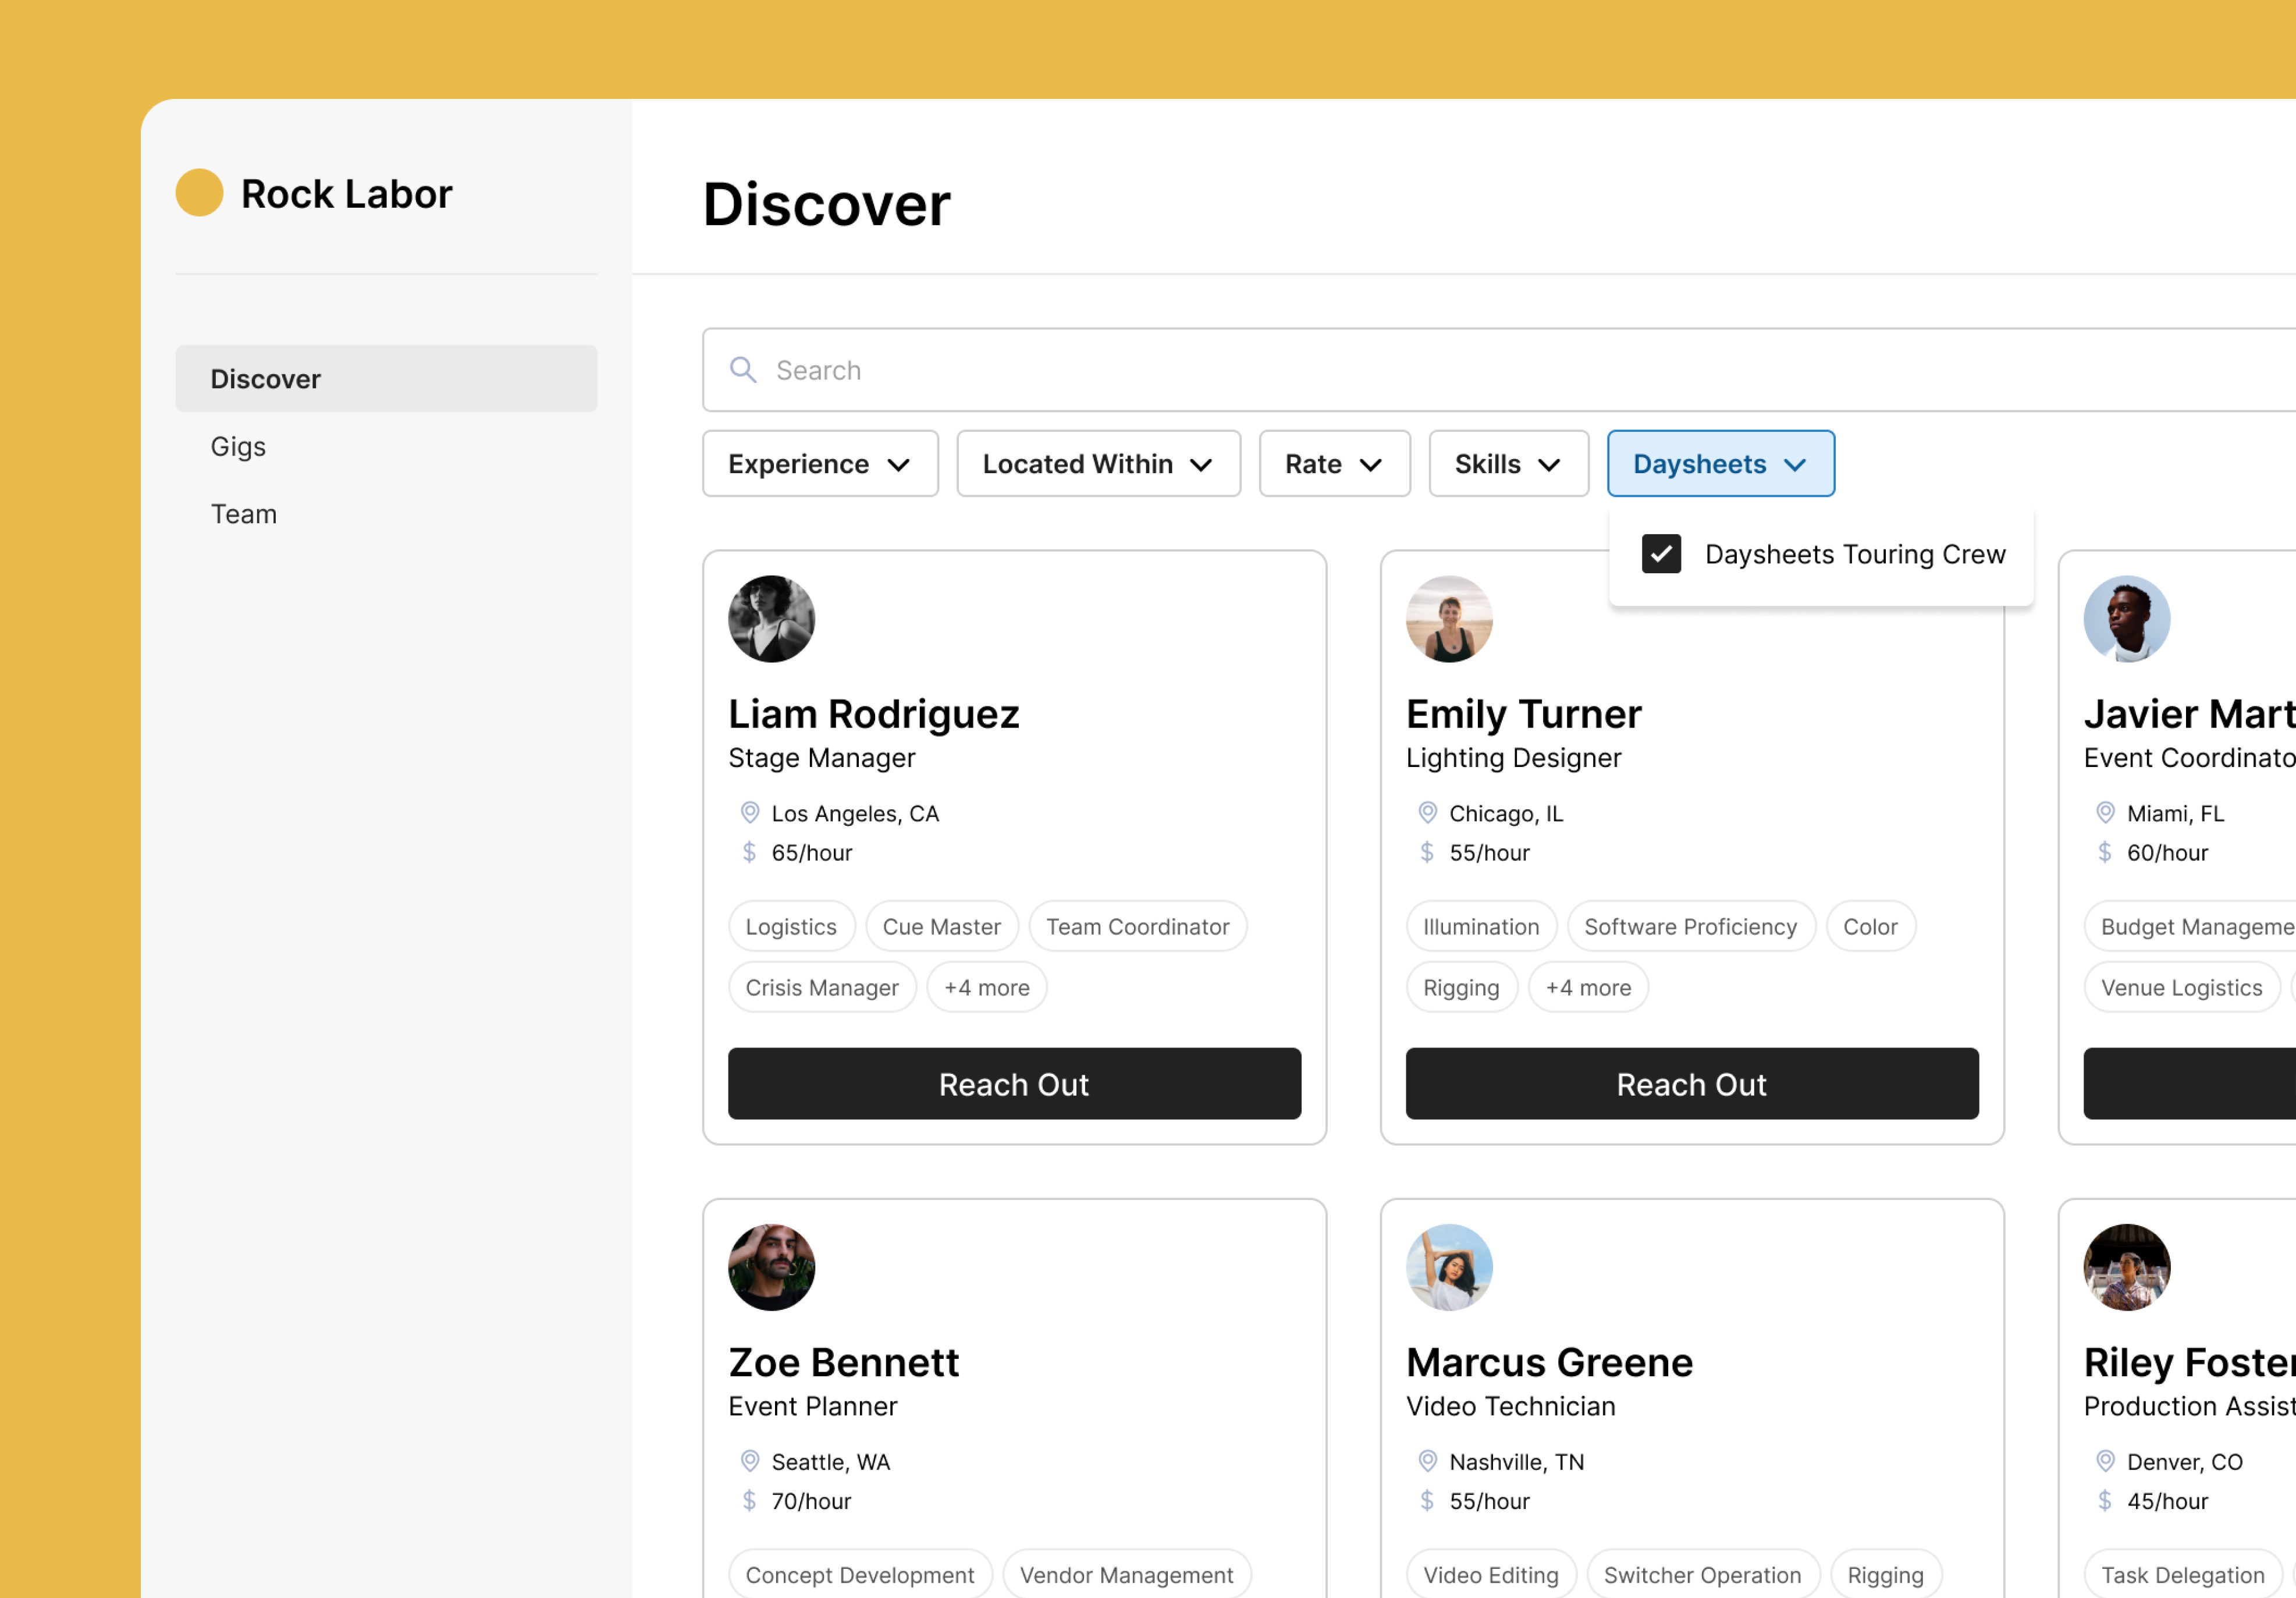 Rock Labor
Discover
Gigs
Team
Discover
Search
Experience
Located Within
Rate
Skills
Daysheets
Daysheets Touring Crew
Liam Rodriguez
Stage Manager
Los Angeles, CA
$ 65/hour
Logistics
Cue Master
Team Coordinator
Crisis Manager
+4 more
Reach Out
Emily Turner
Lighting Designer
Chicago, IL
$ 55/hour
Illumination
Software Proficiency
Color
Rigging
+4 more
Reach Out
Javier Mart
Event Coordinato
Miami, FL
$ 60/hour
Budget Manageme
Venue Logistics
Zoe Bennett
Event Planner
Seattle, WA
$ 70/hour
Concept Development
Vendor Management
Marcus Greene
Video Technician
Nashville, TN
$ 55/hour
Video Editing
Switcher Operation
Rigging
Riley Foster
Production Assist
Denver, CO
$ 45/hour
Task Delegation